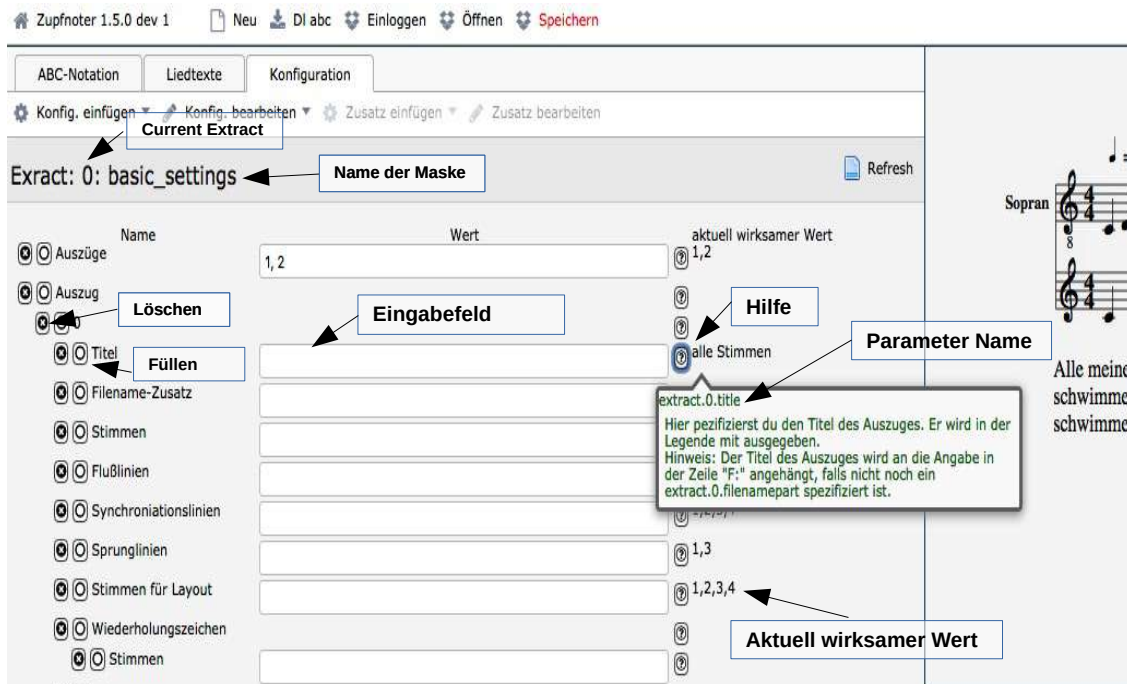 Zupfnoter 1.5.0 dev 1 Neu Dl abc Einloggen Öffnen Speichern
ABC-Notation Liedtexte Konfiguration
Konfig. einfügen Konfig. bearbeiten Zusatz einfügen Zusatz bearbeiten
Current Extract
Exract: 0: basic_settings
Name der Maske
Refresh
Sopran
8
Name Wert aktuell wirksamer Wert
Auszüge 1, 2 1,2
Auszug
Löschen
Eingabefeld
Hilfe
0
Titel alle Stimmen
Füllen
Parameter Name
Filename-Zusatz
extract.0.title
Hier pezifizierst du den Titel des Auszuges. Er wird in der
Legende mit ausgegeben.
Hinweis: Der Titel des Auszuges wird an die Angabe in
der Zeile "F:" angehängt, falls nicht noch ein
extract.0.filenamepart spezifiziert ist.
Alle meine
schwimme
schwimme
Stimmen
Flußlinien
Synchroniationslinien
Sprunglinien 1,3
Stimmen für Layout 1,2,3,4
Wiederholungszeichen
Aktuell wirksamer Wert
Stimmen